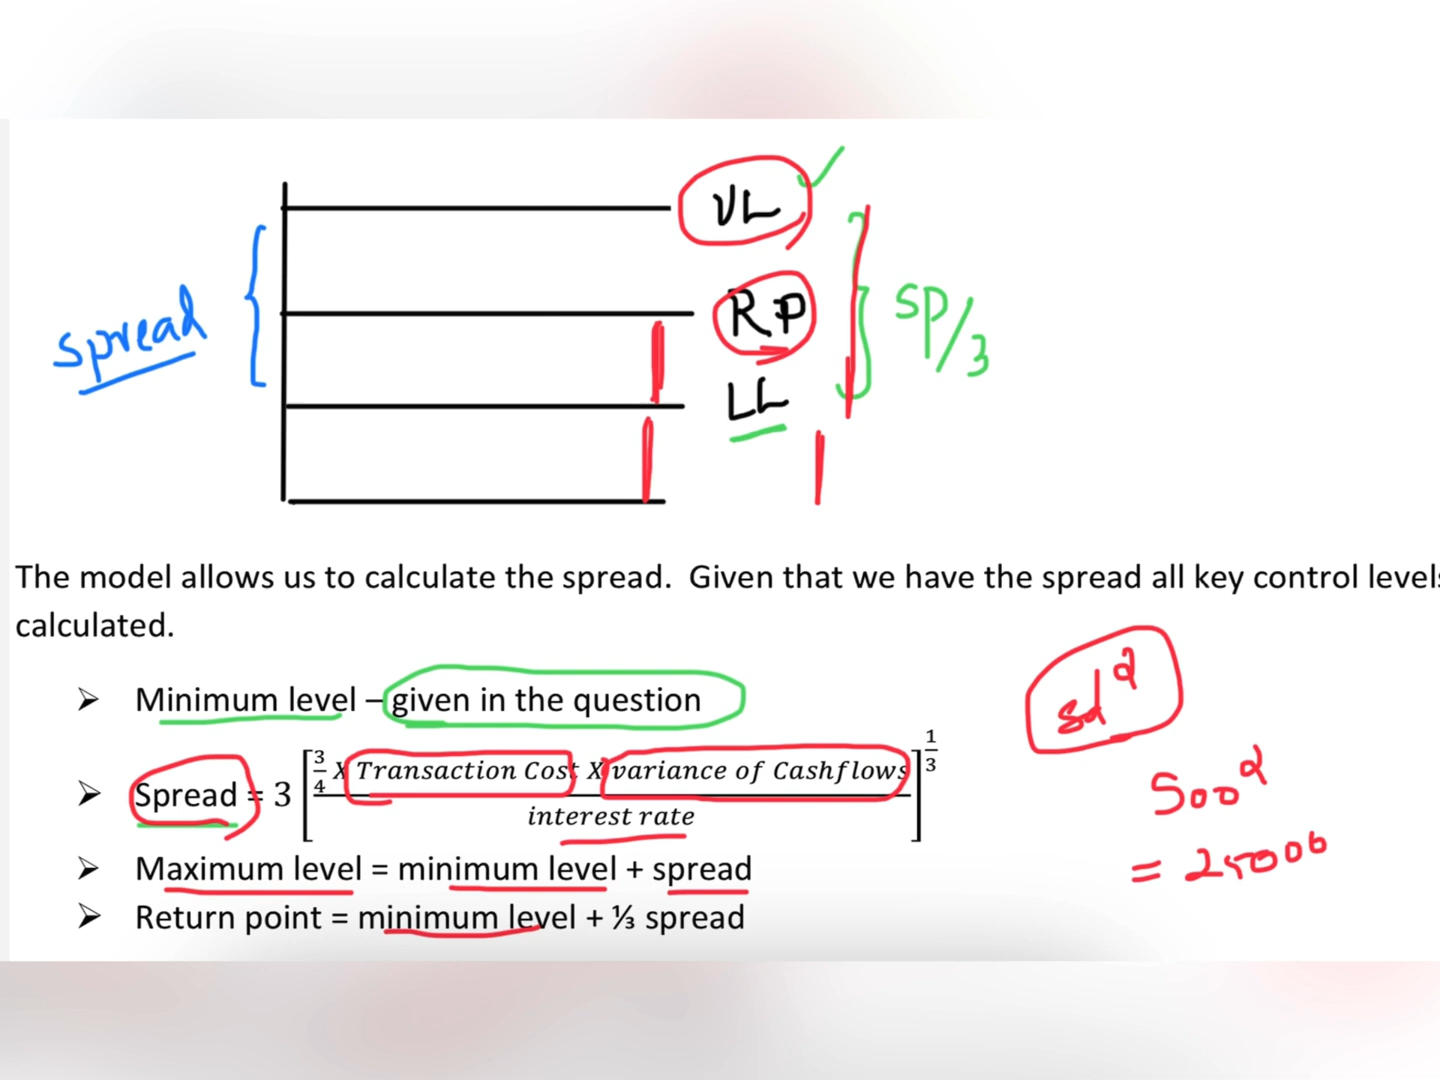 UL
spread
RP
SP/3
LL
The model allows us to calculate the spread. Given that we have the spread all key control levels
calculated.
➢ Minimum level – given in the question
sd²
➢ Spread = 3 [ 3/4 X Transaction Cost X variance of Cashflows / interest rate ] 1/3
500²
= 250000
➢ Maximum level = minimum level + spread
➢ Return point = minimum level + ⅓ spread